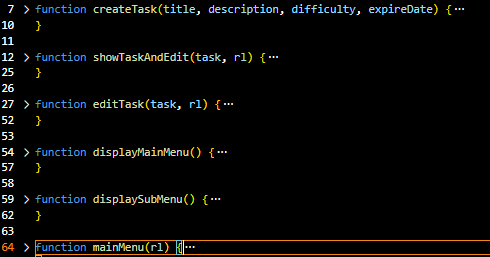 7 > function createTask(title, description, difficulty, expireDate) {···
10 }
11
12 > function showTaskAndEdit(task, rl) {···
25 }
26
27 > function editTask(task, rl) {···
52 }
53
54 > function displayMainMenu() {···
57 }
58
59 > function displaySubMenu() {···
62 }
63
64 > function mainMenu(rl) {···